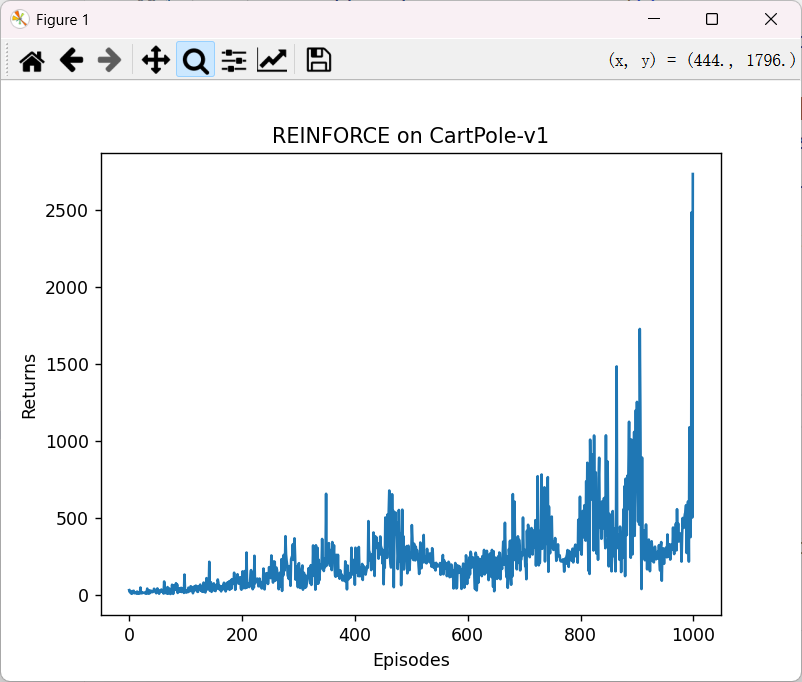 Figure 1
(x, y) = (444., 1796.)
REINFORCE on CartPole-v1
2500
2000
1500
1000
500
0
Returns
0 200 400 600 800 1000
Episodes